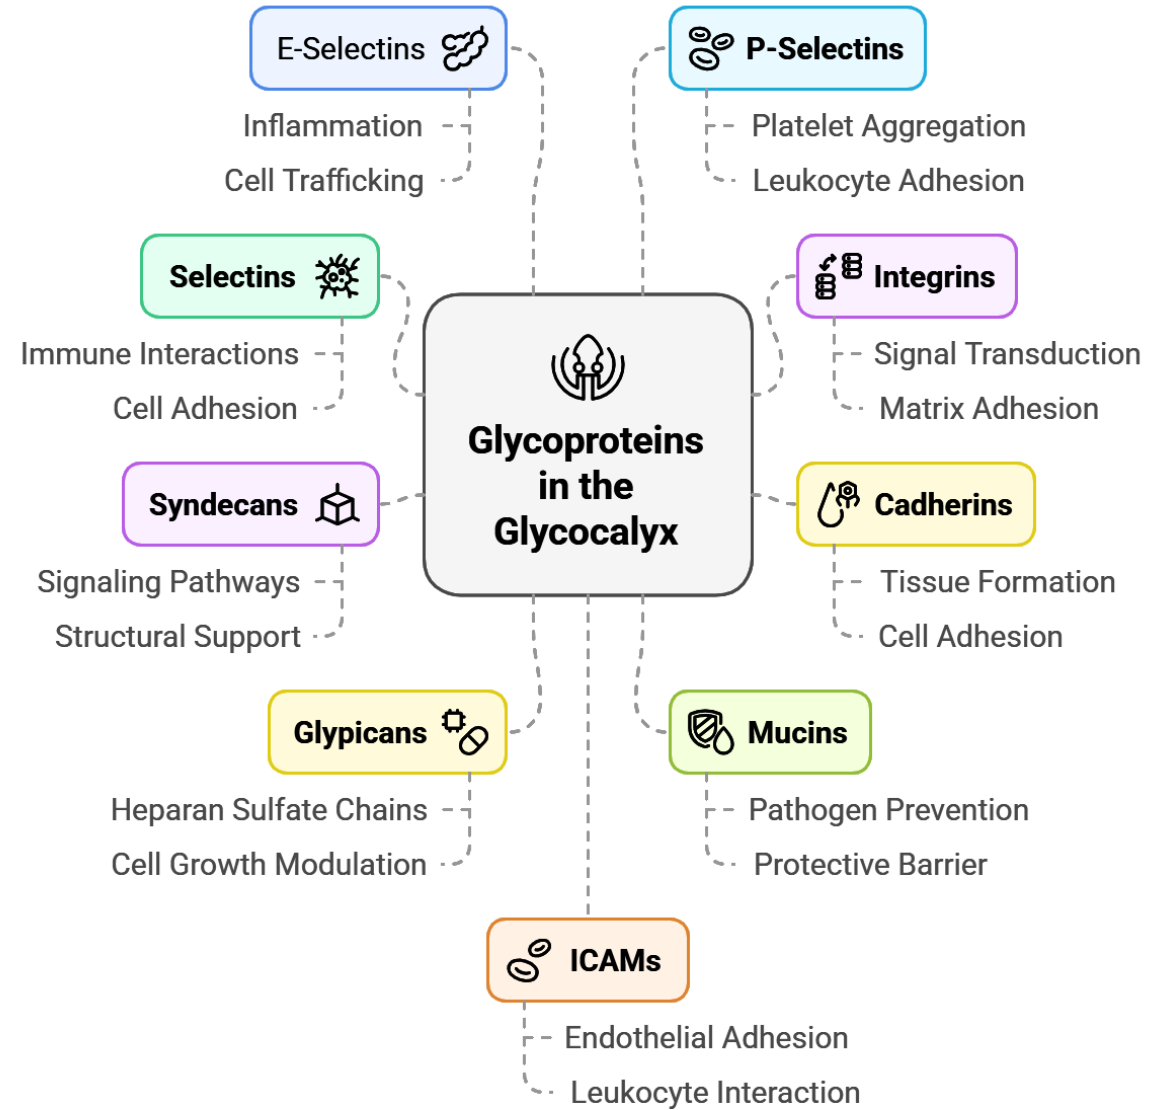 E-Selectins
Inflammation
Cell Trafficking
P-Selectins
Platelet Aggregation
Leukocyte Adhesion
Selectins
Immune Interactions
Cell Adhesion
Integrins
Signal Transduction
Matrix Adhesion
Glycoproteins
in the
Glycocalyx
Syndecans
Signaling Pathways
Structural Support
Cadherins
Tissue Formation
Cell Adhesion
Glypicans
Heparan Sulfate Chains
Cell Growth Modulation
Mucins
Pathogen Prevention
Protective Barrier
ICAMs
Endothelial Adhesion
Leukocyte Interaction